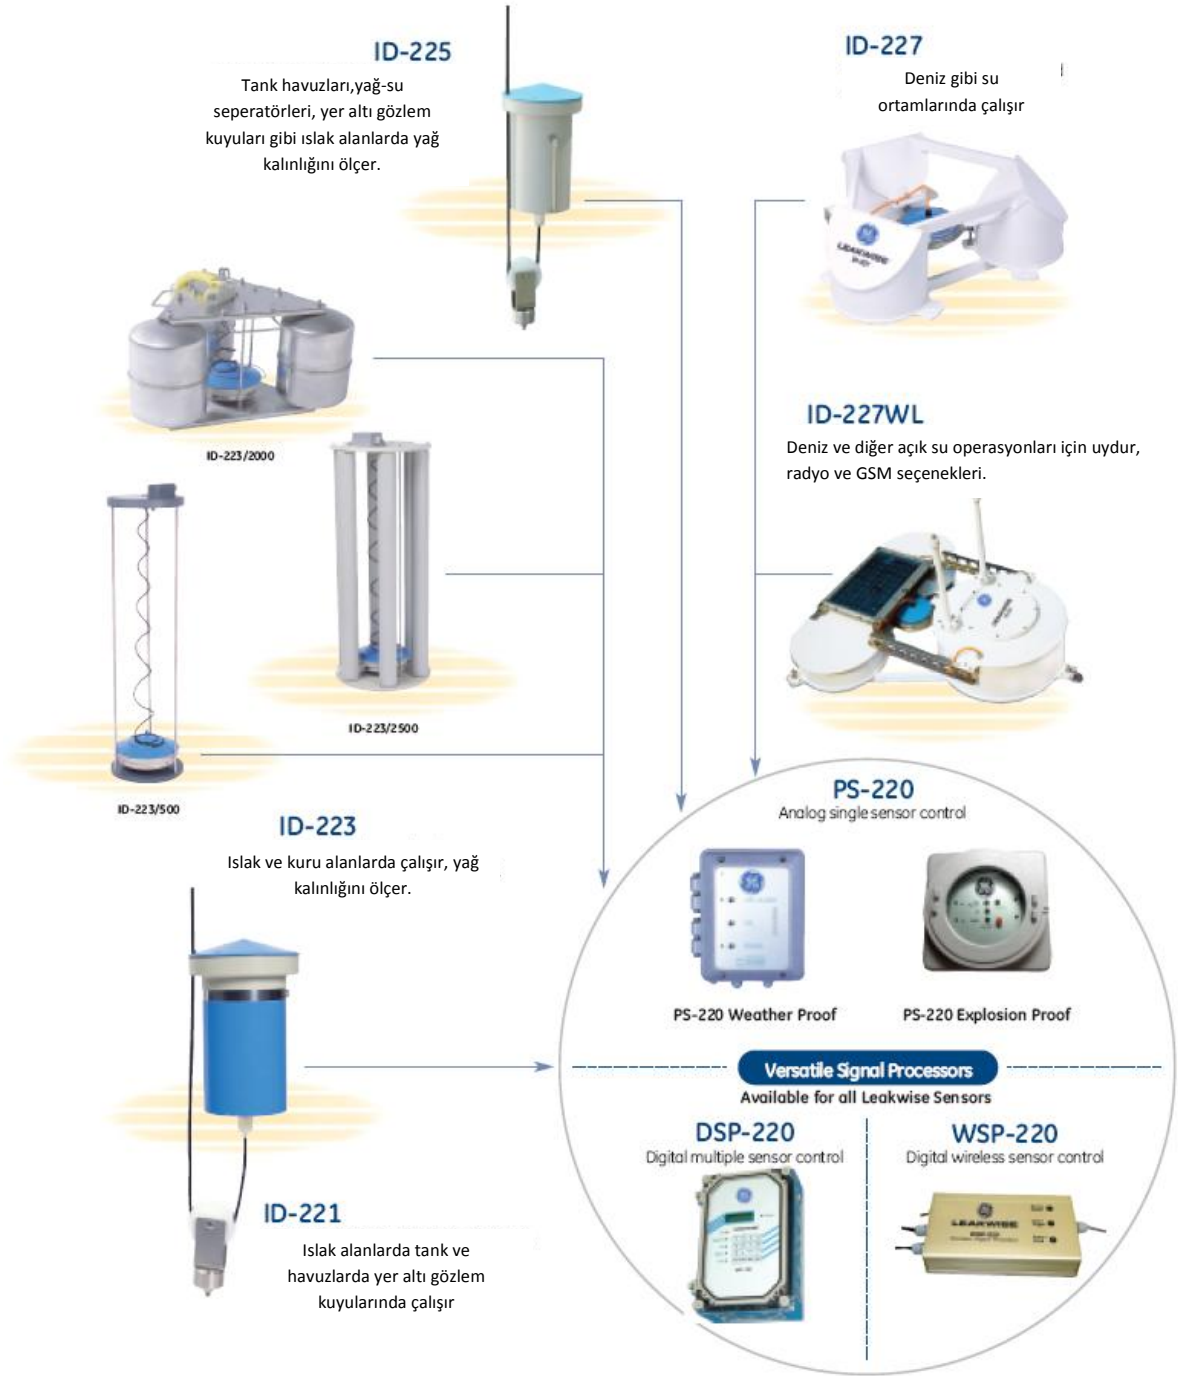 ID-225
Tank havuzları,yağ-su
seperatörleri, yer altı gözlem
kuyuları gibi ıslak alanlarda yağ
kalınlığını ölçer.
ID-227
Deniz gibi su
ortamlarında çalışır
LEAKWISE
ID-223/2000
ID-227WL
Deniz ve diğer açık su operasyonları için uydur,
radyo ve GSM seçenekleri.
ID-223/2500
ID-223/500
ID-223
Islak ve kuru alanlarda çalışır, yağ
kalınlığını ölçer.
PS-220
Analog single sensor control
PS-220 Weather Proof
PS-220 Explosion Proof
Versatile Signal Processors
Available for all Leakwise Sensors
DSP-220
Digital multiple sensor control
WSP-220
Digital wireless sensor control
LEAKWISE
ID-221
Islak alanlarda tank ve
havuzlarda yer altı gözlem
kuyularında çalışır